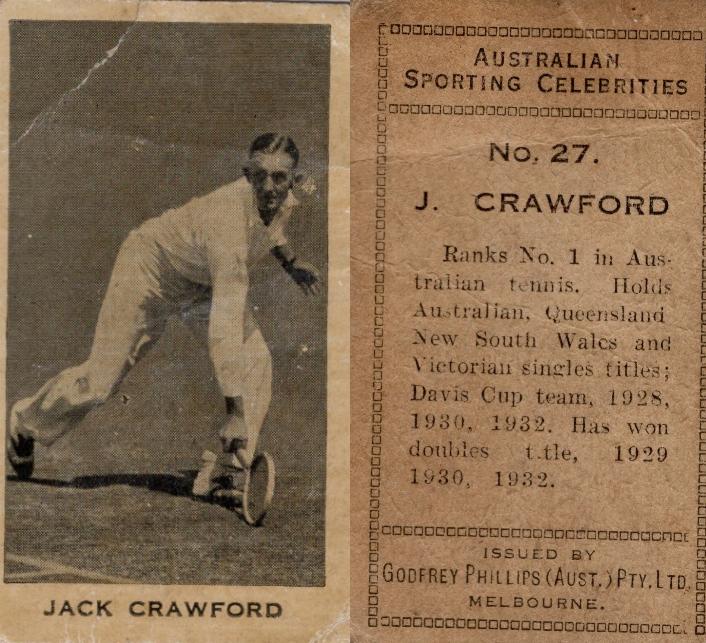 JACK CRAWFORD
AUSTRALIAN
SPORTING CELEBRITIES
No. 27.
J. CRAWFORD
Ranks No. 1 in Aus-
tralian tennis. Holds
Australian, Queensland
New South Wales and
Victorian singles titles;
Davis Cup team, 1928,
1930, 1932. Has won
doubles t.tle, 1929
1930, 1932.
ISSUED BY
GODFREY PHILLIPS (AUST.) PTY. LTD.
MELBOURNE.